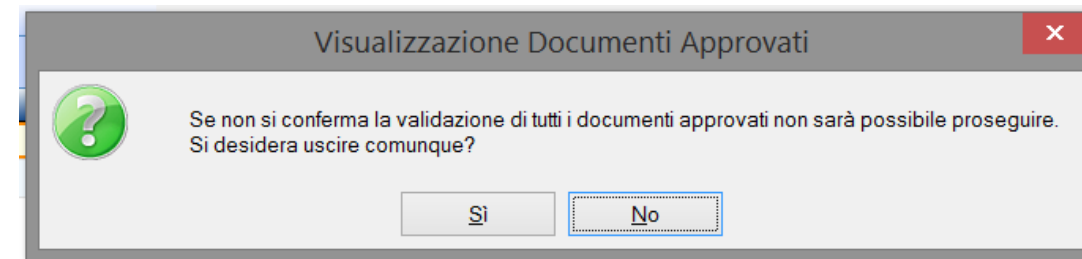 Visualizzazione Documenti Approvati
Se non si conferma la validazione di tutti i documenti approvati non sarà possibile proseguire.
Si desidera uscire comunque?
Sì
No